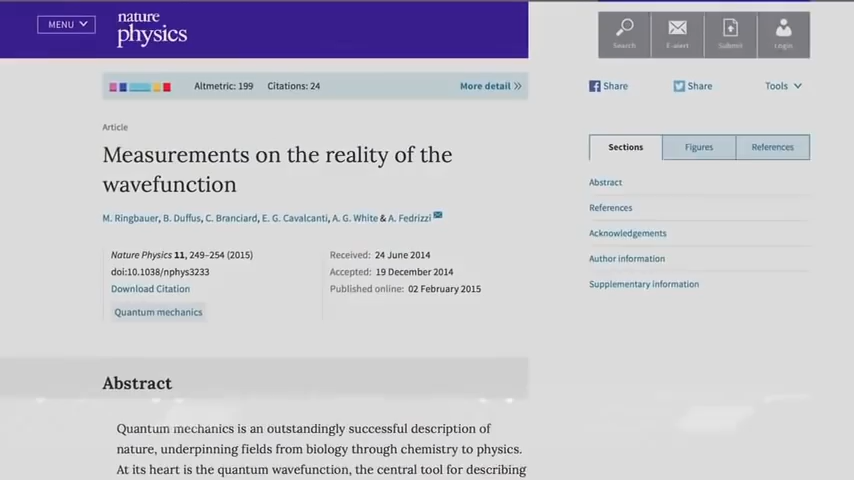 MENU
nature
physics
Search
E-alert
Submit
Login
Altmetric: 199
Citations: 24
More detail >>
Share
Share
Tools
Article
Measurements on the reality of the
wavefunction
M. Ringbauer, B. Duffus, C. Branciard, E. G. Cavalcanti, A. G. White & A. Fedrizzi
Nature Physics 11, 249–254 (2015)
doi:10.1038/nphys3233
Download Citation
Quantum mechanics
Received: 24 June 2014
Accepted: 19 December 2014
Published online: 02 February 2015
Sections
Figures
References
Abstract
References
Acknowledgements
Author information
Supplementary information
Abstract
Quantum mechanics is an outstandingly successful description of
nature, underpinning fields from biology through chemistry to physics.
At its heart is the quantum wavefunction, the central tool for describing